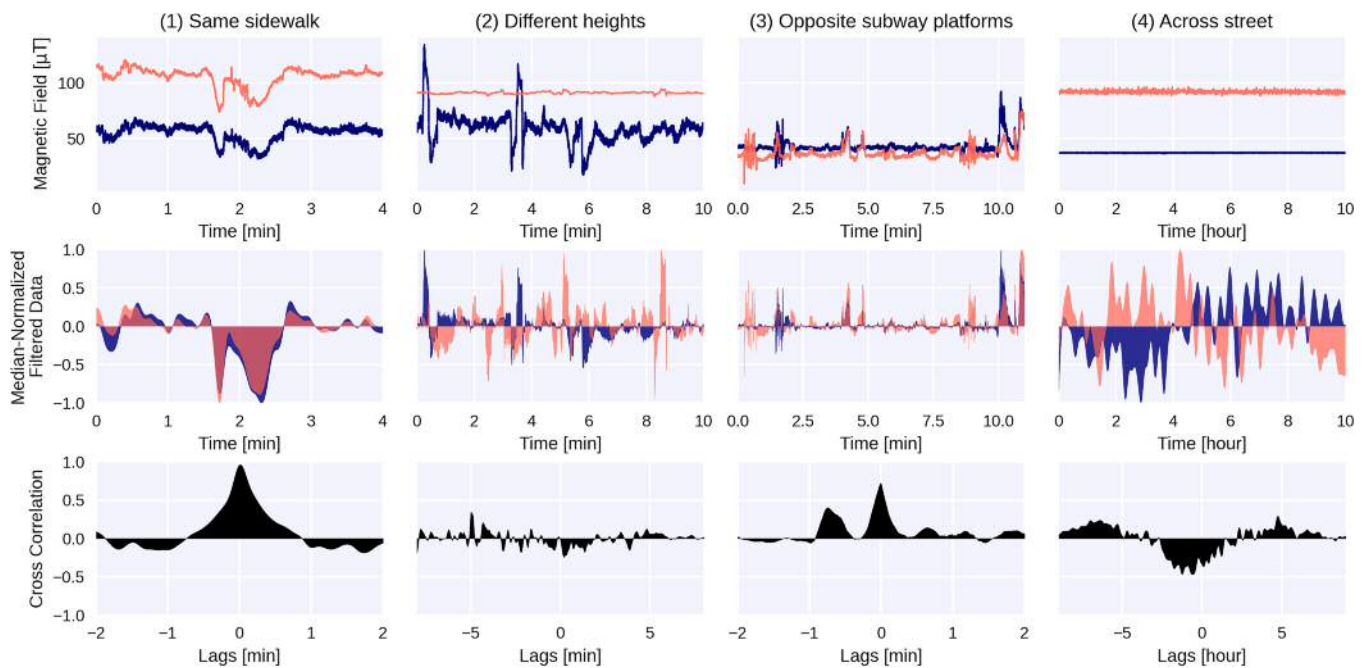 (1) Same sidewalk
(2) Different heights
(3) Opposite subway platforms
(4) Across street
Magnetic Field [μT]
100
50
0 1 2 3 4
0 2 4 6 8 10
0.0 2.5 5.0 7.5 10.0
0 2 4 6 8 10
Time [min]
Time [min]
Time [min]
Time [hour]
Median-Normalized
Filtered Data
1.0
0.5
0.0
−0.5
−1.0
0 1 2 3 4
0 2 4 6 8 10
0.0 2.5 5.0 7.5 10.0
0 2 4 6 8 10
Time [min]
Time [min]
Time [min]
Time [hour]
Cross Correlation
1.0
0.5
0.0
−0.5
−1.0
−2 −1 0 1 2
−5 0 5
−2 −1 0 1 2
−5 0 5
Lags [min]
Lags [min]
Lags [min]
Lags [hour]